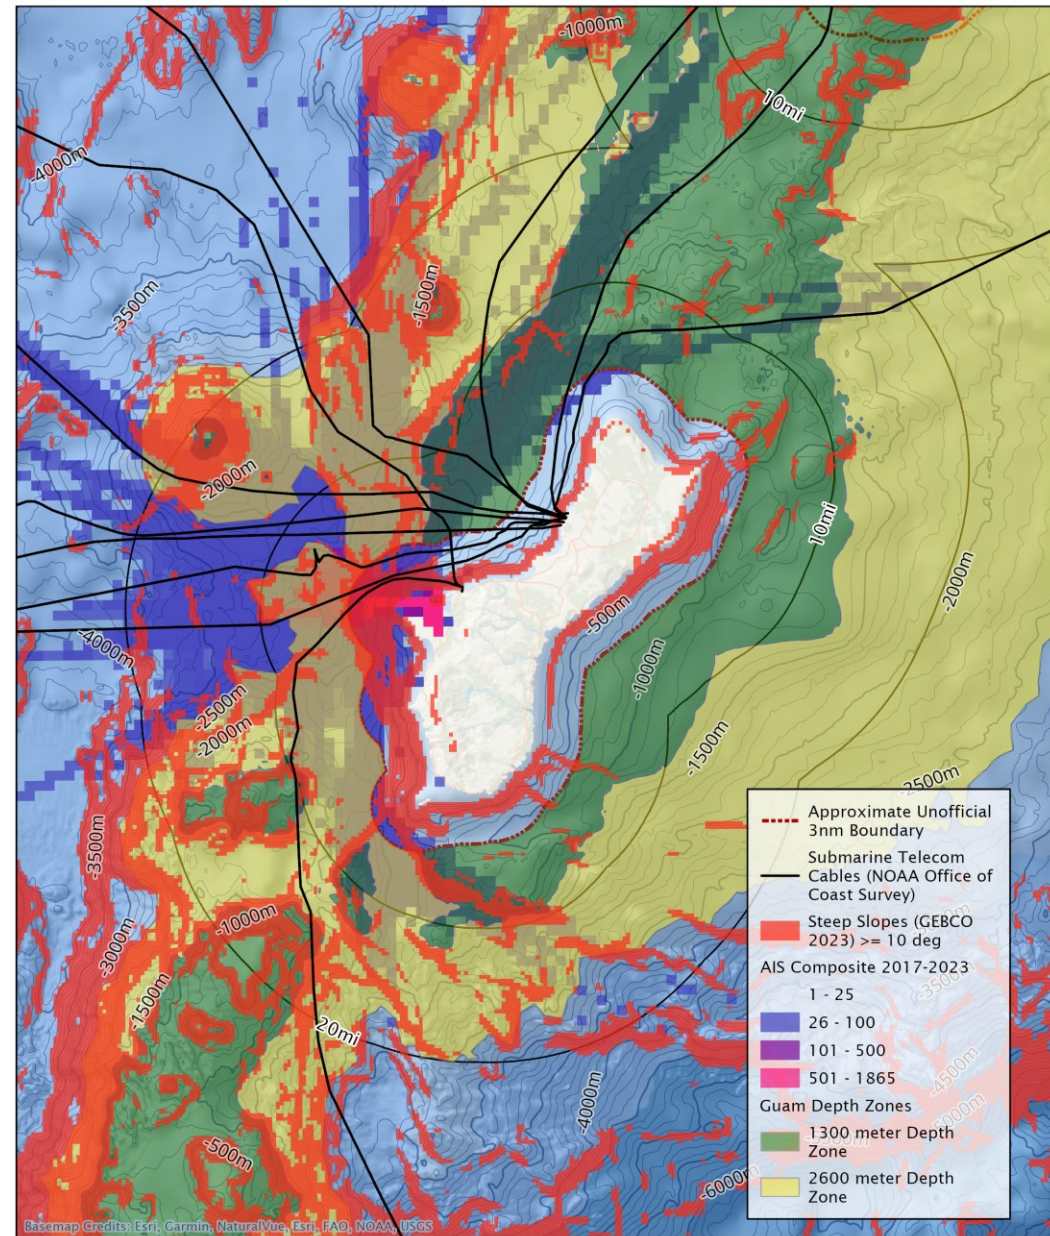 -1000m
10mi
-4000m
-3500m
-1500m
-2000m
10mi
-2000m
-500m
-4000m
-1000m
-2500m
-2000m
-1500m
-2500m
-3500m
-1000m
-3000m
-1500m
20mi
-4000m
-500m
-6000m
Approximate Unofficial
3nm Boundary
Submarine Telecom
Cables (NOAA Office of
Coast Survey)
Steep Slopes (GEBCO
2023) >= 10 deg
AIS Composite 2017-2023
1 - 25
26 - 100
101 - 500
501 - 1865
Guam Depth Zones
1300 meter Depth
Zone
2600 meter Depth
Zone
-3500m
-4500m
-5000m
Basemap Credits: Esri, Garmin, NaturalVue, Esri, FAO, NOAA, USGS